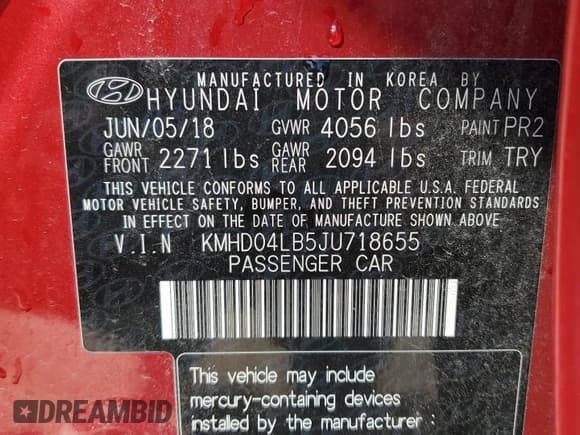 MANUFACTURED IN KOREA BY
HYUNDAI MOTOR COMPANY
JUN/05/18 GVWR 4056 lbs PAINT PR2
GAWR FRONT 2271 lbs GAWR REAR 2094 lbs TRIM TRY
THIS VEHICLE CONFORMS TO ALL APPLICABLE U.S.A. FEDERAL
MOTOR VEHICLE SAFETY, BUMPER, AND THEFT PREVENTION STANDARDS
IN EFFECT ON THE DATE OF MANUFACTURE SHOWN ABOVE.
V.I.N KMHD04LB5JU718655
PASSENGER CAR
This vehicle may include
mercury-containing devices
installed by the manufacturer :
DREAMBID